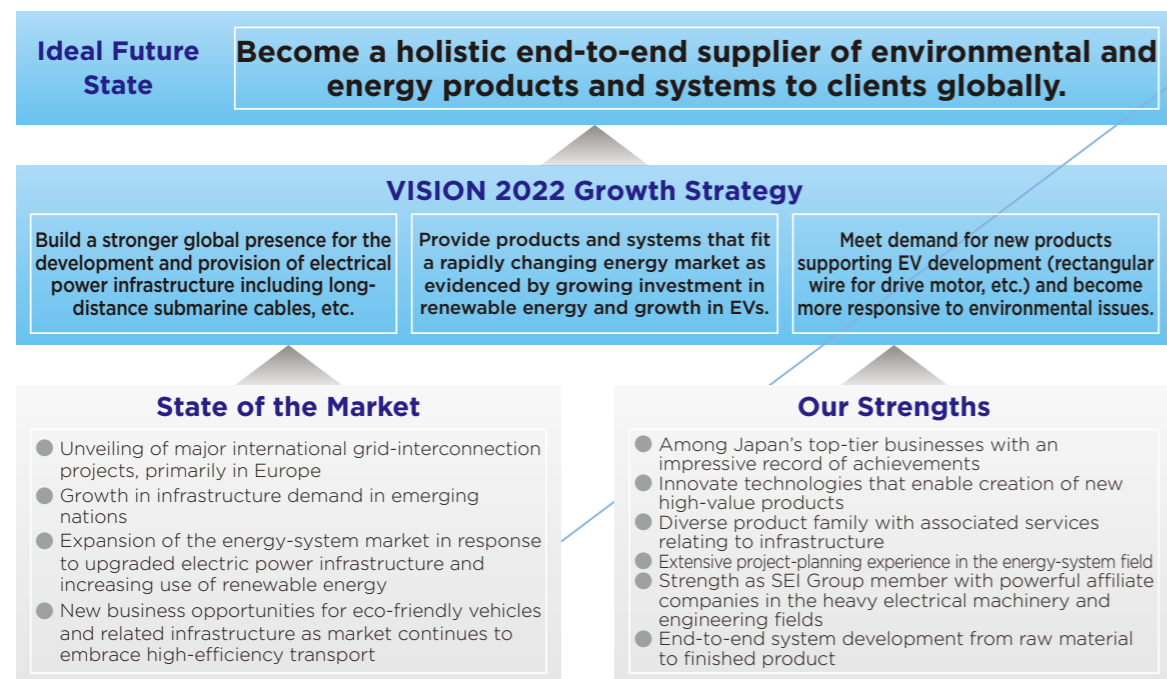 Ideal Future
State
Become a holistic end-to-end supplier of environmental and
energy products and systems to clients globally.
VISION 2022 Growth Strategy
Build a stronger global presence for the
development and provision of electrical
power infrastructure including long-
distance submarine cables, etc.
Provide products and systems that fit
a rapidly changing energy market as
evidenced by growing investment in
renewable energy and growth in EVs.
Meet demand for new products
supporting EV development (rectangular
wire for drive motor, etc.) and become
more responsive to environmental issues.
State of the Market
● Unveiling of major international grid-interconnection
projects, primarily in Europe
● Growth in infrastructure demand in emerging
nations
● Expansion of the energy-system market in response
to upgraded electric power infrastructure and
increasing use of renewable energy
● New business opportunities for eco-friendly vehicles
and related infrastructure as market continues to
embrace high-efficiency transport
Our Strengths
● Among Japan's top-tier businesses with an
impressive record of achievements
● Innovate technologies that enable creation of new
high-value products
● Diverse product family with associated services
relating to infrastructure
● Extensive project-planning experience in the energy-system field
● Strength as SEI Group member with powerful affiliate
companies in the heavy electrical machinery and
engineering fields
● End-to-end system development from raw material
to finished product